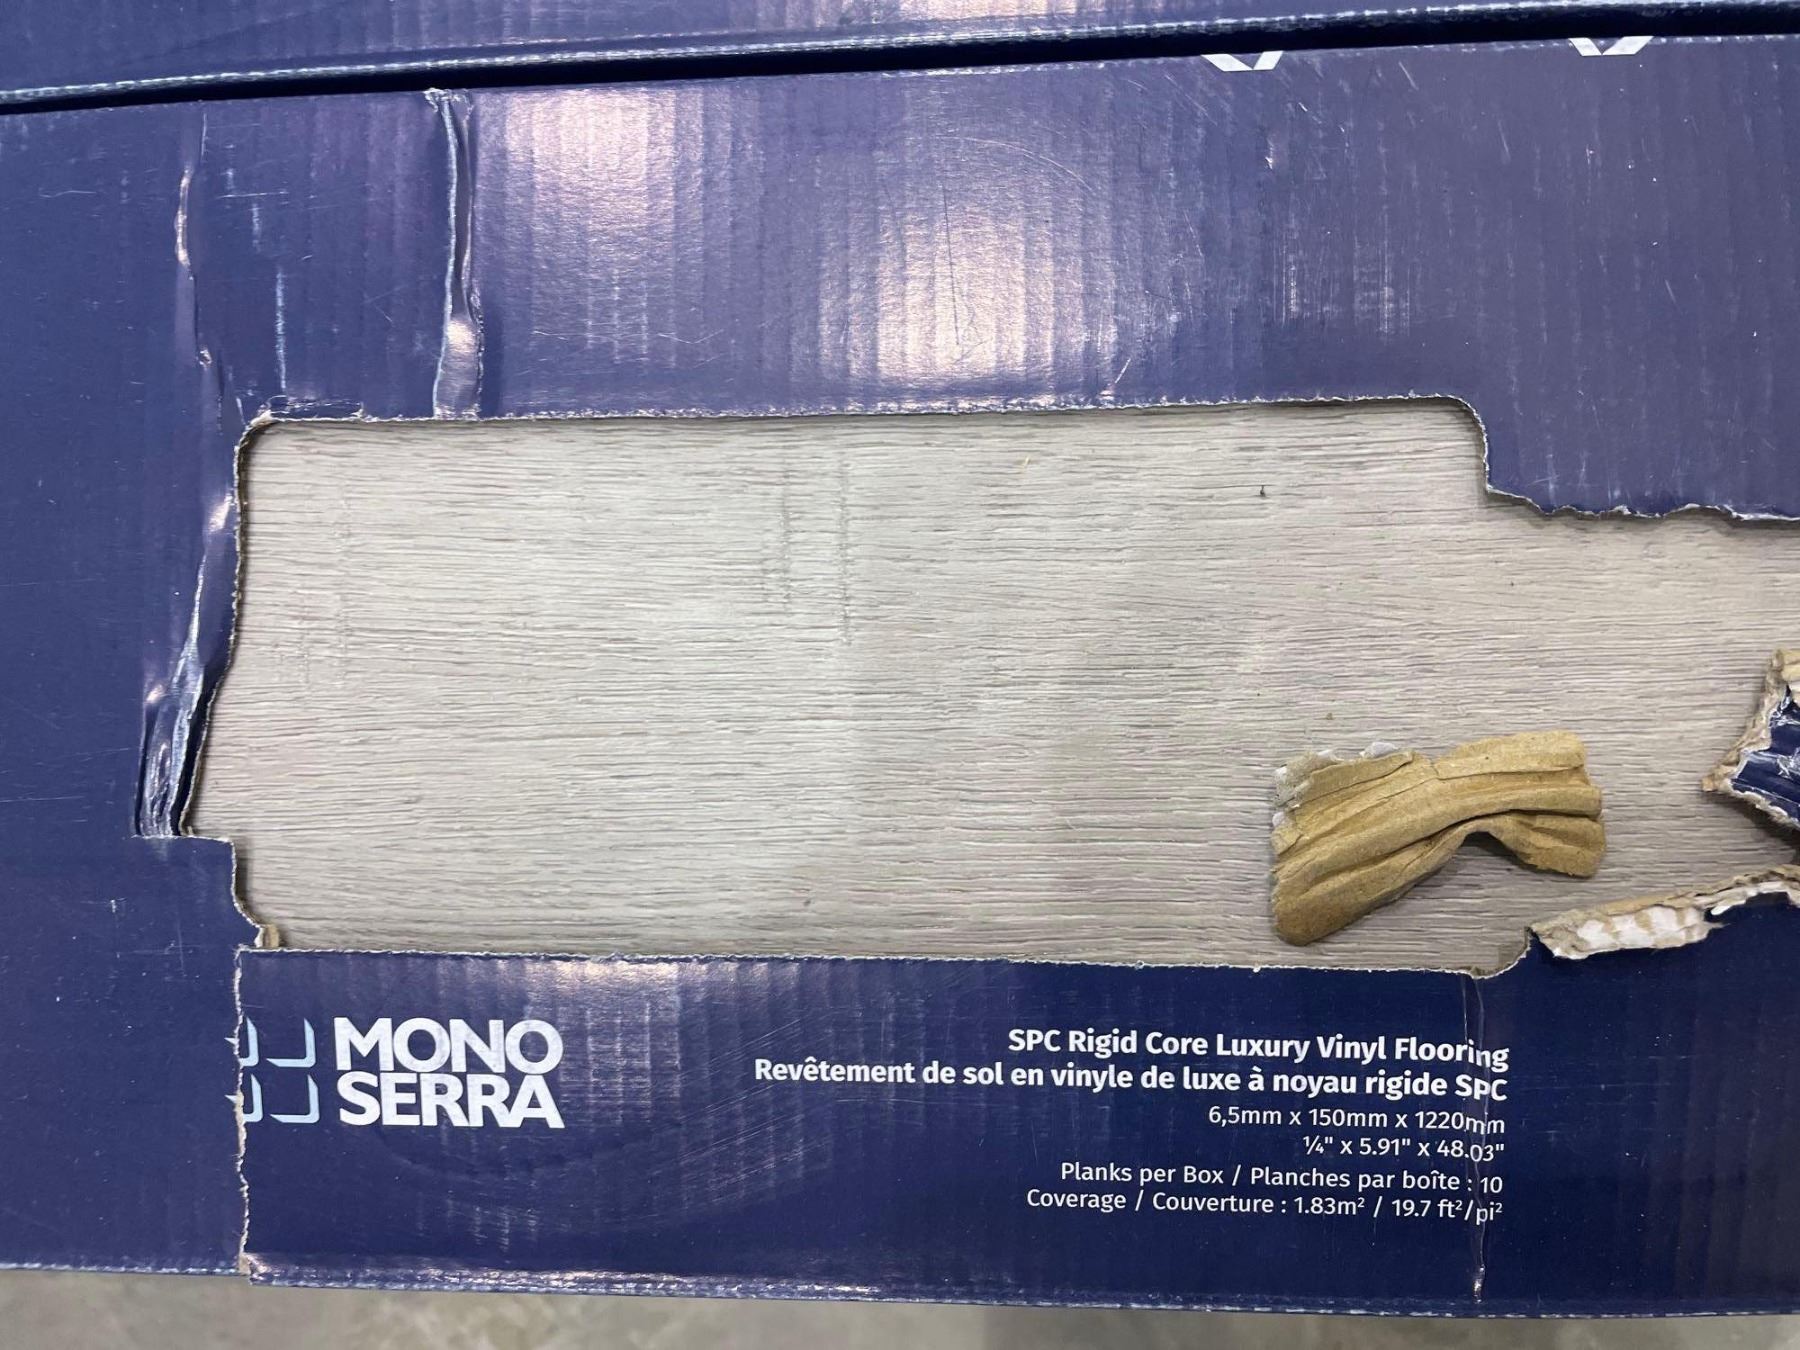 MONO
SERRA
SPC Rigid Core Luxury Vinyl Flooring
Revêtement de sol en vinyle de luxe à noyau rigide SPC
6,5mm x 150mm x 1220mm
¼" x 5.91" x 48.03"
Planks per Box / Planches par boîte : 10
Coverage / Couverture : 1.83m² / 19.7 ft²/pi²